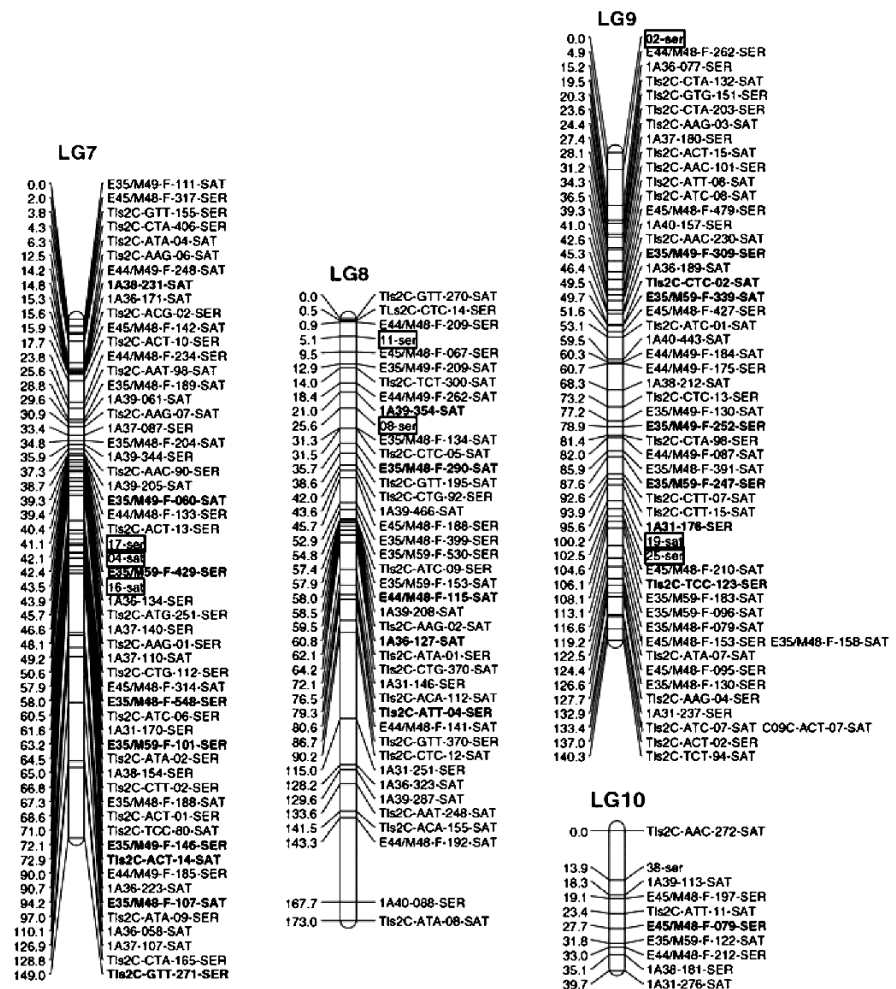 LG7
0.0 E35/M49-F-111-SAT
2.0 E45/M48-F-317-SER
3.8 Tls2C-GTT-155-SER
4.3 Tls2C-CTA-406-SER
6.3 Tls2C-ATA-04-SAT
12.5 Tls2C-AAG-06-SAT
14.2 E44/M49-F-248-SAT
14.8 1A38-231-SAT
15.3 1A36-171-SAT
15.6 Tls2C-ACG-02-SER
15.9 E45/M48-F-142-SAT
17.7 Tls2C-ACT-10-SER
23.8 E44/M48-F-234-SER
25.6 Tls2C-AAT-98-SAT
28.8 E35/M48-F-189-SAT
29.6 1A39-061-SAT
30.9 Tls2C-AAG-07-SAT
33.4 1A37-087-SER
34.8 E35/M48-F-204-SAT
35.9 1A39-344-SER
37.3 Tls2C-AAC-90-SER
38.7 1A39-205-SAT
39.3 E35/M49-F-060-SAT
39.4 E44/M48-F-133-SER
40.4 Tls2C-ACT-13-SER
41.1 17-ser
42.1 04-sat
42.4 E35/M59-F-429-SER
43.5 16-sat
43.9 1A36-134-SER
45.7 Tls2C-ATG-251-SER
46.6 1A37-140-SER
48.1 Tls2C-AAG-01-SER
49.2 1A37-110-SAT
50.6 Tls2C-CTG-112-SER
57.9 E45/M48-F-314-SAT
58.0 E35/M48-F-548-SER
60.5 Tls2C-ATC-06-SER
61.6 1A31-170-SER
63.2 E35/M59-F-101-SER
64.5 Tls2C-ATA-02-SER
65.0 1A38-154-SER
66.8 Tls2C-CTT-02-SER
67.3 E35/M48-F-188-SAT
68.6 Tls2C-ACT-01-SER
71.0 Tls2C-TCC-80-SAT
72.1 E35/M49-F-146-SER
72.9 Tls2C-ACT-14-SAT
90.0 E44/M49-F-185-SER
90.7 1A36-223-SAT
94.2 E35/M48-F-107-SAT
97.0 Tls2C-ATA-09-SER
110.1 1A36-058-SAT
126.9 1A37-107-SAT
128.8 Tls2C-CTA-165-SER
149.0 Tls2C-GTT-271-SER
LG8
0.0 Tls2C-GTT-270-SAT
0.5 TLs2C-CTC-14-SER
0.9 E44/M48-F-209-SER
5.1 11-ser
9.5 E45/M48-F-067-SER
12.9 E35/M49-F-209-SAT
14.0 Tls2C-TCT-300-SAT
18.4 E44/M49-F-262-SAT
21.0 1A39-354-SAT
25.6 08-ser
31.3 E35/M48-F-134-SAT
31.5 Tls2C-CTC-05-SAT
35.7 E35/M48-F-290-SAT
38.6 Tls2C-GTT-195-SAT
42.0 Tls2C-CTG-92-SER
43.6 1A39-466-SAT
45.7 E45/M48-F-188-SER
52.9 E35/M48-F-399-SER
54.8 E35/M59-F-530-SER
57.4 Tls2C-ATC-09-SER
57.9 E35/M59-F-153-SER
58.0 E44/M48-F-115-SAT
58.5 1A39-208-SAT
59.5 Tls2C-AAG-02-SAT
60.8 1A36-127-SAT
62.1 Tls2C-ATA-01-SER
64.2 Tls2C-CTG-370-SAT
72.1 1A31-146-SER
76.5 Tls2C-ACA-112-SAT
79.3 Tls2C-ATT-04-SER
80.6 E44/M48-F-141-SAT
86.7 Tls2C-GTT-370-SER
90.2 Tls2C-CTC-12-SAT
115.0 1A31-251-SER
128.2 1A36-323-SAT
129.6 1A39-287-SAT
133.6 Tls2C-AAT-248-SAT
141.5 Tls2C-ACA-155-SAT
143.3 E44/M48-F-192-SAT
167.7 1A40-088-SER
173.0 Tls2C-ATA-08-SAT
LG9
0.0 02-ser
4.9 E44/M48-F-262-SER
15.2 1A36-077-SER
19.5 Tls2C-CTA-132-SAT
20.3 Tls2C-GTG-151-SER
23.6 Tls2C-CTA-203-SER
24.4 Tls2C-AAG-03-SAT
27.4 1A37-180-SER
28.1 Tls2C-ACT-15-SAT
31.2 Tls2C-AAC-101-SER
34.3 Tls2C-ATT-08-SAT
36.5 Tls2C-ATC-08-SAT
39.3 E45/M48-F-479-SER
41.0 1A40-157-SER
42.6 Tls2C-AAC-230-SAT
45.3 E35/M49-F-309-SER
46.4 1A36-189-SAT
49.5 Tls2C-CTC-02-SAT
49.7 E35/M59-F-339-SAT
51.6 E45/M48-F-427-SER
53.1 Tls2C-ATC-01-SAT
59.5 1A40-443-SAT
60.3 E44/M49-F-184-SAT
60.7 E44/M49-F-175-SER
68.3 1A38-212-SAT
73.2 Tls2C-CTC-13-SER
77.2 E35/M49-F-130-SAT
78.9 E35/M49-F-252-SER
81.4 Tls2C-CTA-98-SER
82.0 E44/M49-F-087-SAT
85.9 E35/M48-F-391-SAT
87.6 E35/M59-F-247-SER
92.6 Tls2C-CTT-07-SAT
93.9 Tls2C-CTT-15-SAT
95.6 1A31-176-SER
100.2 19-sat
102.5 25-ser
104.6 E45/M48-F-210-SAT
106.1 Tls2C-TCC-123-SER
108.1 E35/M59-F-183-SAT
113.1 E35/M59-F-096-SAT
116.6 E35/M48-F-079-SAT
119.2 E45/M48-F-153-SER E35/M48-F-158-SAT
122.5 Tls2C-ATA-07-SAT
124.4 E45/M48-F-095-SER
126.6 E35/M48-F-130-SER
127.7 Tls2C-AAG-04-SER
132.9 1A31-237-SER
133.4 Tls2C-ATC-07-SAT C09C-ACT-07-SAT
137.0 Tls2C-ACT-02-SER
140.3 Tls2C-TCT-94-SAT
LG10
0.0 Tls2C-AAC-272-SAT
13.9 38-ser
18.3 1A39-113-SAT
19.1 E45/M48-F-197-SER
23.4 Tls2C-ATT-11-SAT
27.7 E45/M48-F-079-SER
31.8 E35/M59-F-122-SAT
33.0 E44/M48-F-212-SER
35.1 1A38-181-SER
39.7 1A31-276-SAT